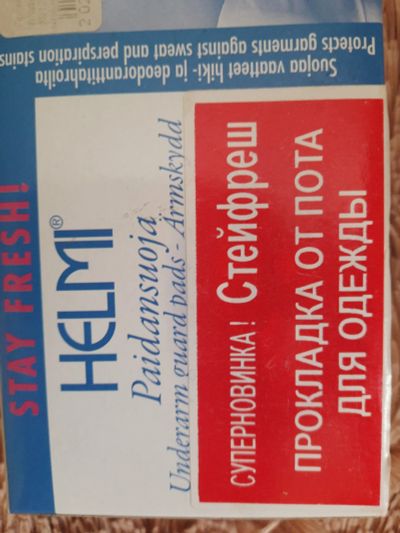 STAY FRESH!
HELMI®
Paidansuoja
Underarm guard pads - Ärmskydd
СУПЕРНОВИНКА! Стейфреш
ПРОКЛАДКА ОТ ПОТА
ДЛЯ ОДЕЖДЫ
Suojaa vaatteet hiki- ja deodoranttitahroilta
Protects garments against sweat and perspiration stains